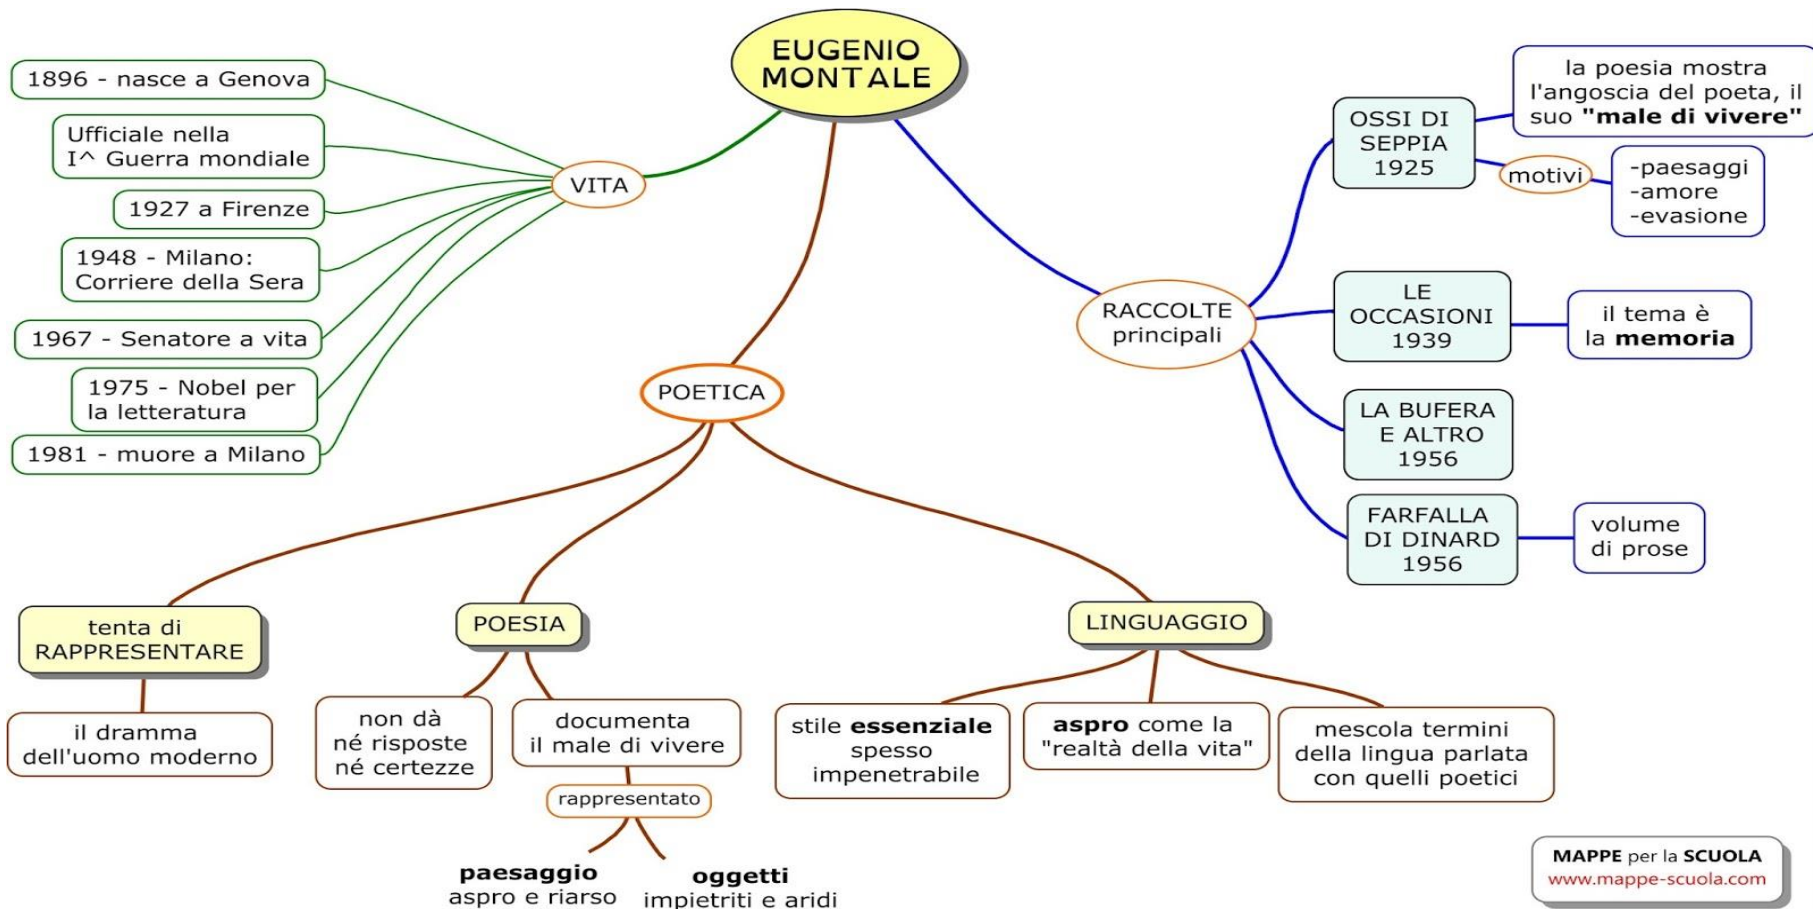 EUGENIO
MONTALE
VITA
1896 - nasce a Genova
Ufficiale nella
I^ Guerra mondiale
1927 a Firenze
1948 - Milano:
Corriere della Sera
1967 - Senatore a vita
1975 - Nobel per
la letteratura
1981 - muore a Milano
RACCOLTE
principali
OSSI DI
SEPPIA
1925
la poesia mostra
l'angoscia del poeta, il
suo "male di vivere"
motivi
-paesaggi
-amore
-evasione
LE
OCCASIONI
1939
il tema è
la memoria
LA BUFERA
E ALTRO
1956
FARFALLA
DI DINARD
1956
volume
di prose
POETICA
tenta di
RAPPRESENTARE
il dramma
dell'uomo moderno
POESIA
non dà
né risposte
né certezze
documenta
il male di vivere
rappresentato
paesaggio
aspro e riarso
oggetti
impietriti e aridi
LINGUAGGIO
stile essenziale
spesso
impenetrabile
aspro come la
"realtà della vita"
mescola termini
della lingua parlata
con quelli poetici
MAPPE per la SCUOLA
www.mappe-scuola.com